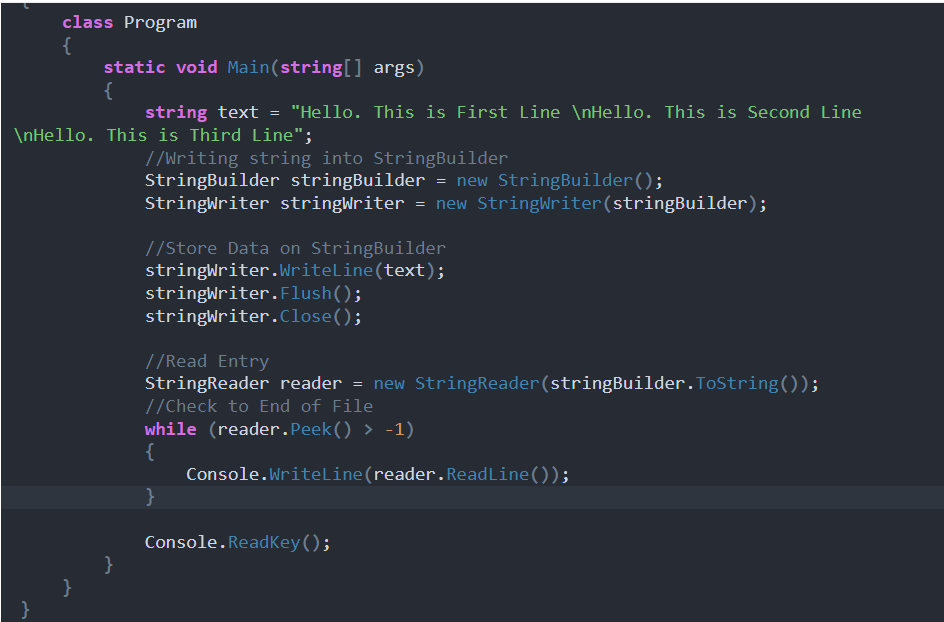 {
class Program
{
static void Main(string[] args)
{
string text = "Hello. This is First Line \nHello. This is Second Line
\nHello. This is Third Line";
//Writing string into StringBuilder
StringBuilder stringBuilder = new StringBuilder();
StringWriter stringWriter = new StringWriter(stringBuilder);
//Store Data on StringBuilder
stringWriter.WriteLine(text);
stringWriter.Flush();
stringWriter.Close();
//Read Entry
StringReader reader = new StringReader(stringBuilder.ToString());
//Check to End of File
while (reader.Peek() > -1)
{
Console.WriteLine(reader.ReadLine());
}
Console.ReadKey();
}
}
}